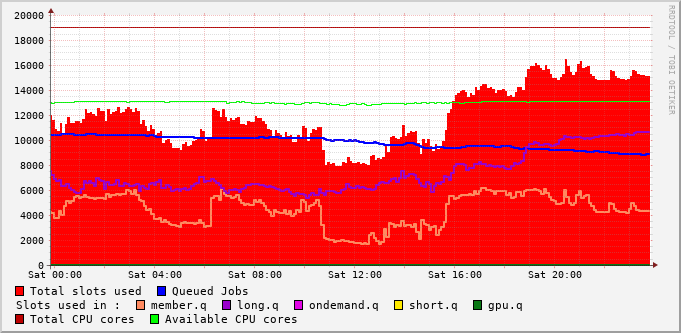 RRDTOOL / TOBI OETIKER
20000
18000
16000
14000
12000
10000
8000
6000
4000
2000
0
Sat 00:00 Sat 04:00 Sat 08:00 Sat 12:00 Sat 16:00 Sat 20:00
Total slots used Queued Jobs
Slots used in : member.q long.q ondemand.q short.q gpu.q
Total CPU cores Available CPU cores